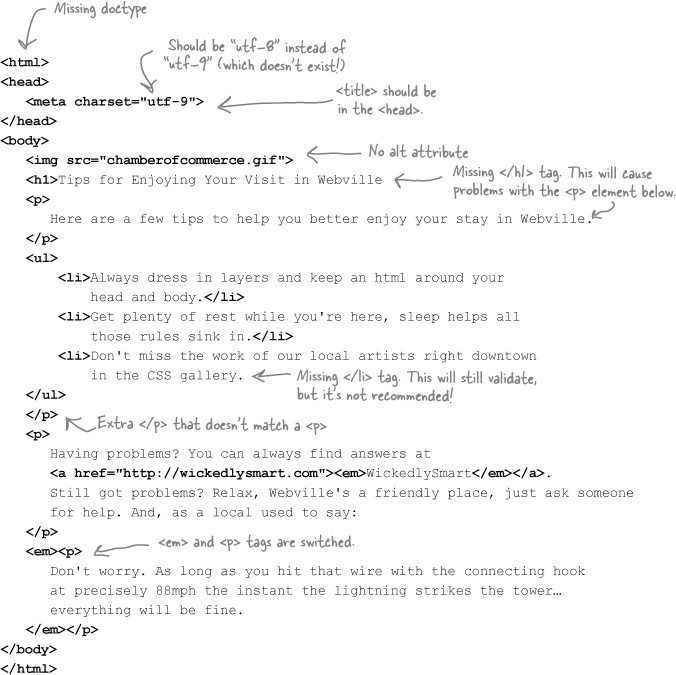 Missing doctype
<html>
Should be "utf-8" instead of
"utf-9" (which doesn't exist!)
<head>
<meta charset="utf-9">
<title> should be
in the <head>.
</head>
<body>
<img src="chamberofcommerce.gif">
No alt attribute
<h1>Tips for Enjoying Your Visit in Webville
Missing </h1> tag. This will cause
problems with the <p> element below.
<p>
Here are a few tips to help you better enjoy your stay in Webville.
</p>
<ul>
<li>Always dress in layers and keep an html around your
head and body.</li>
<li>Get plenty of rest while you're here, sleep helps all
those rules sink in.</li>
<li>Don't miss the work of our local artists right downtown
in the CSS gallery.
Missing </li> tag. This will still validate,
but it's not recommended!
</ul>
</p>
Extra </p> that doesn't match a <p>
<p>
Having problems? You can always find answers at
<a href="http://wickedlysmart.com"><em>WickedlySmart</em></a>.
Still got problems? Relax, Webville's a friendly place, just ask someone
for help. And, as a local used to say:
</p>
<em><p>
<em> and <p> tags are switched.
Don't worry. As long as you hit that wire with the connecting hook
at precisely 88mph the instant the lightning strikes the tower…
everything will be fine.
</em></p>
</body>
</html>